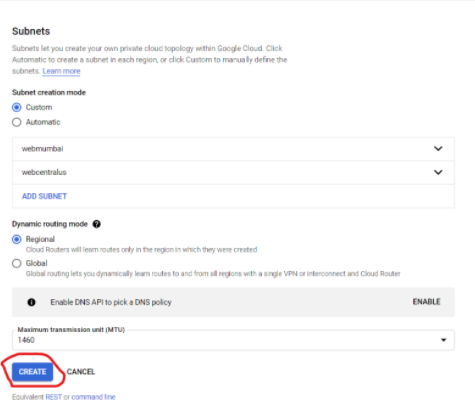 Subnets
Subnets let you create your own private cloud topology within Google Cloud. Click
Automatic to create a subnet in each region, or click Custom to manually define the
subnets. Learn more
Subnet creation mode
Custom
Automatic
webmumbai
webcentralus
ADD SUBNET
Dynamic routing mode
Regional
Cloud Routers will learn routes only in the region in which they were created
Global
Global routing lets you dynamically learn routes to and from all regions with a single VPN or interconnect and Cloud Router
Enable DNS API to pick a DNS policy ENABLE
Maximum transmission unit (MTU)
1460
CREATE CANCEL
Equivalent REST or command line